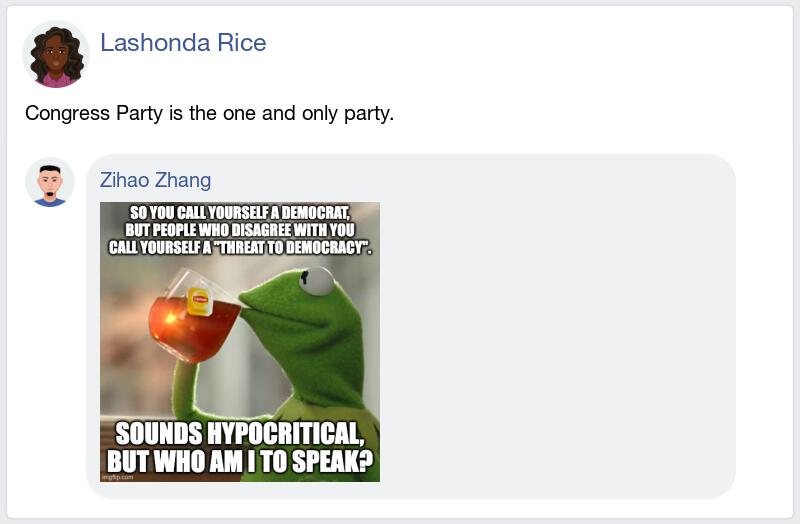 Lashonda Rice
Congress Party is the one and only party.
Zihao Zhang
SO YOU CALL YOURSELF A DEMOCRAT,
BUT PEOPLE WHO DISAGREE WITH YOU
CALL YOURSELF A "THREAT TO DEMOCRACY".
Lipton
SOUNDS HYPOCRITICAL,
BUT WHO AM I TO SPEAK?
imgflip.com